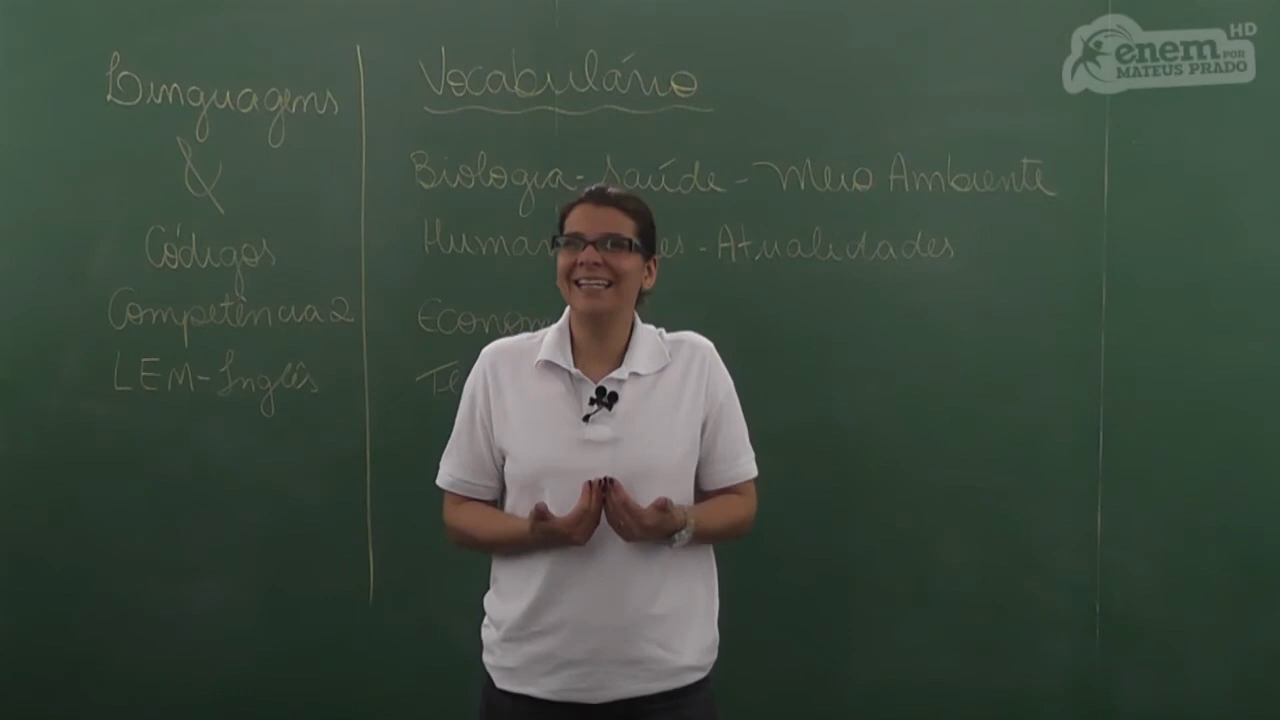 Linguagens
&
Códigos
Competência 2
LEM-Inglês
Vocabulário
Biologia-Saúde-Meio Ambiente
-Atualidades
enem
POR
MATEUS PRADO
HD